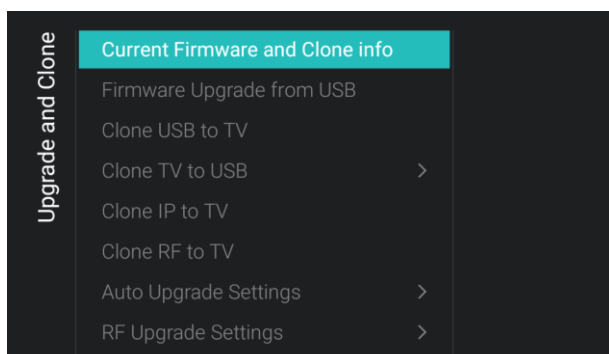 Upgrade and Clone
Current Firmware and Clone info
Firmware Upgrade from USB
Clone USB to TV
Clone TV to USB
Clone IP to TV
Clone RF to TV
Auto Upgrade Settings
RF Upgrade Settings